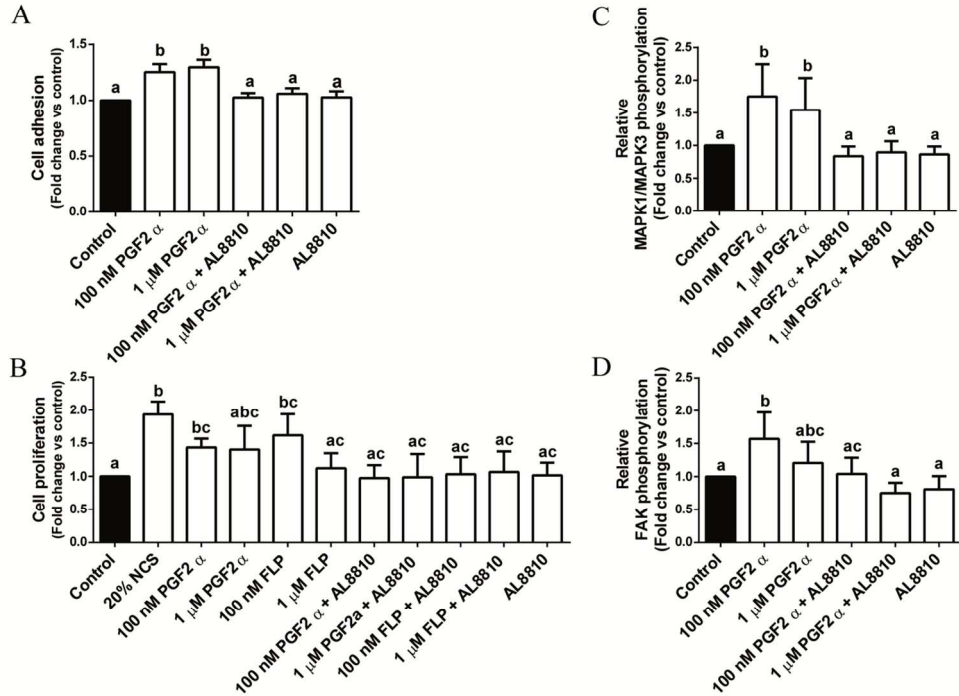 A
Cell adhesion
(Fold change vs control)
1.5
1.0
0.5
0.0
a
b
b
a
a
a
Control
100 nM PGF2 α
1 μM PGF2 α
100 nM PGF2 α + AL8810
1 μM PGF2α + AL8810
AL8810
C
Relative
MAPK1/MAPK3 phosphorylation
(Fold change vs control)
2.5
2.0
1.5
1.0
0.5
0.0
a
b
b
a
a
a
Control
100 nM PGF2 α
1 μM PGF2 α
100 nM PGF2 α + AL8810
1 μM PGF2 α + AL8810
AL8810
B
Cell proliferation
(Fold change vs control)
2.5
2.0
1.5
1.0
0.5
0.0
a
b
bc
abc
bc
ac
ac
ac
ac
ac
ac
Control
20% NCS
100 nM PGF2 α
1 μM PGF2α
100 nM FLP
1 μM FLP
100 nM PGF2 α + AL8810
1 μM PGF2a + AL8810
100 nM FLP + AL8810
1 μM FLP + AL8810
AL8810
D
Relative
FAK phosphorylation
(Fold change vs control)
2.5
2.0
1.5
1.0
0.5
0.0
a
b
abc
ac
a
a
Control
100 nM PGF2 α
1 μM PGF2 α
100 nM PGF2 α + AL8810
1 μM PGF2 α + AL8810
AL8810